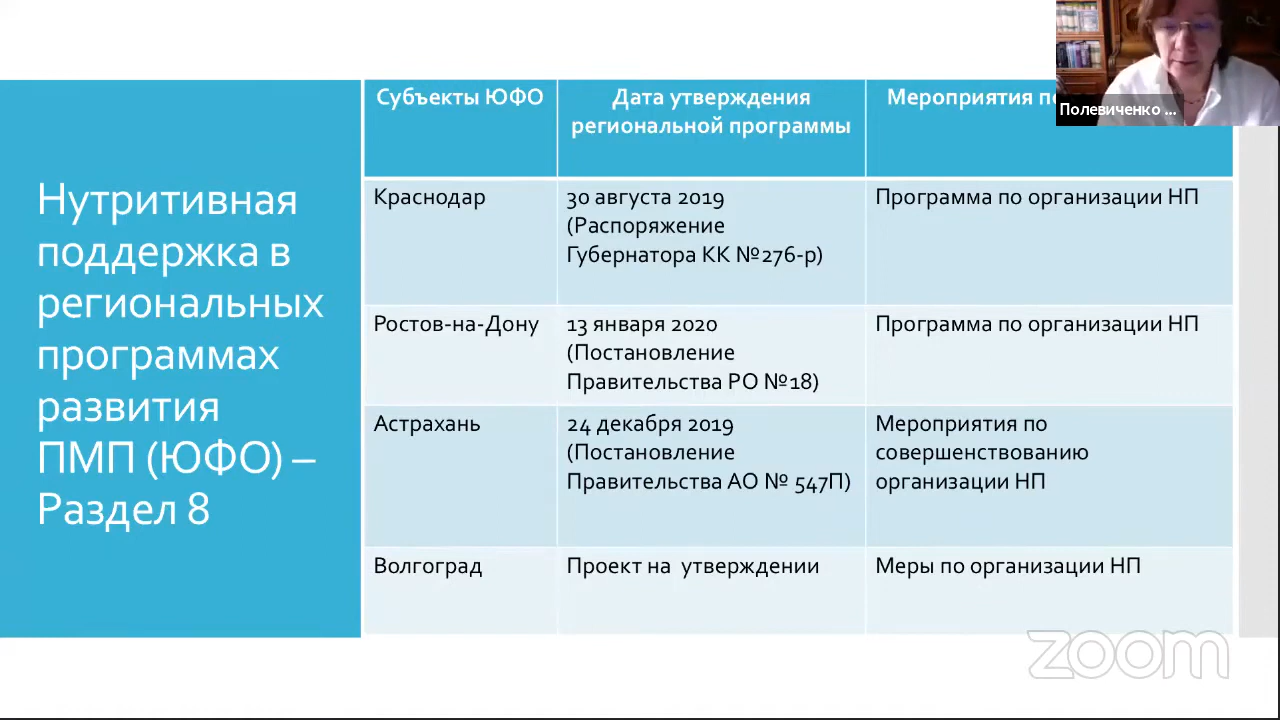 Нутритивная
поддержка в
региональных
программах
развития
ПМП (ЮФО) –
Раздел 8
Субъекты ЮФО
Дата утверждения
региональной программы
Мероприятия
Полевиченко ...
Краснодар
30 августа 2019
(Распоряжение
Губернатора КК №276-р)
Программа по организации НП
Ростов-на-Дону
13 января 2020
(Постановление
Правительства РО №18)
Программа по организации НП
Астрахань
24 декабря 2019
(Постановление
Правительства АО № 547П)
Мероприятия по
совершенствованию
организации НП
Волгоград
Проект на утверждении
Меры по организации НП
zoom